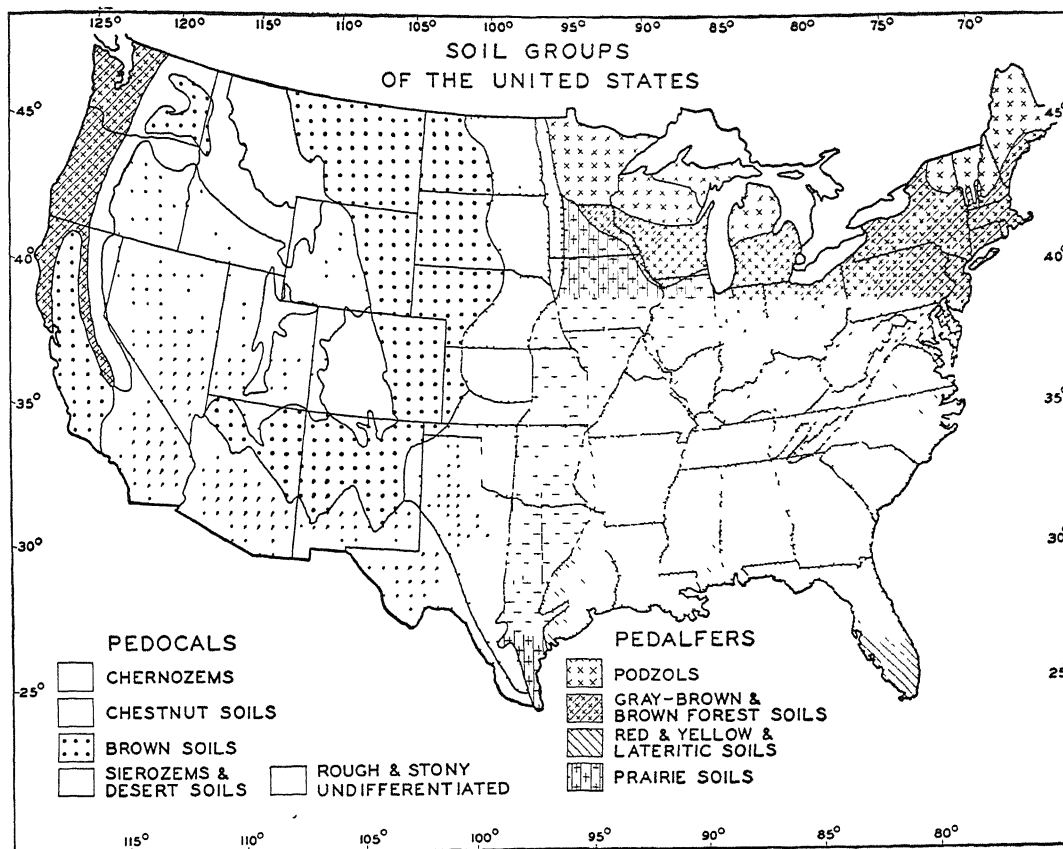 125° 120° 115° 110° 105° 100° 95° 90° 85° 80° 75° 70°
SOIL GROUPS
OF THE UNITED STATES
45° 45°
40° 40°
35° 35°
30° 30°
25° 25°
PEDOCALS
CHERNOZEMS
CHESTNUT SOILS
BROWN SOILS
SIEROZEMS &
DESERT SOILS
ROUGH & STONY
UNDIFFERENTIATED
PEDALFERS
PODZOLS
GRAY-BROWN &
BROWN FOREST SOILS
RED & YELLOW &
LATERITIC SOILS
PRAIRIE SOILS
115° 110° 105° 100° 95° 90° 85° 80°